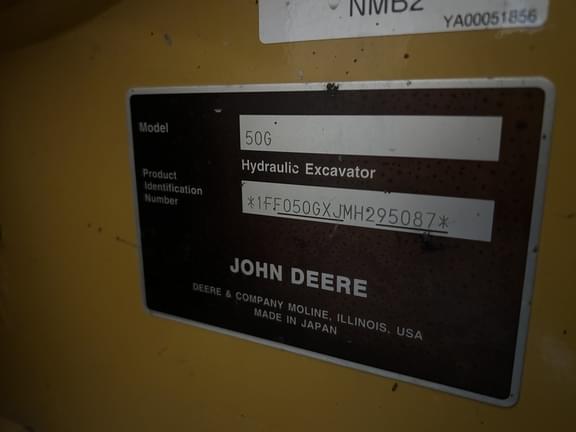 NMB2
YA00051856
Model
50G
Hydraulic Excavator
Product
Identification
Number
*1FF050GXJMH295087*
JOHN DEERE
DEERE & COMPANY MOLINE, ILLINOIS, USA
MADE IN JAPAN